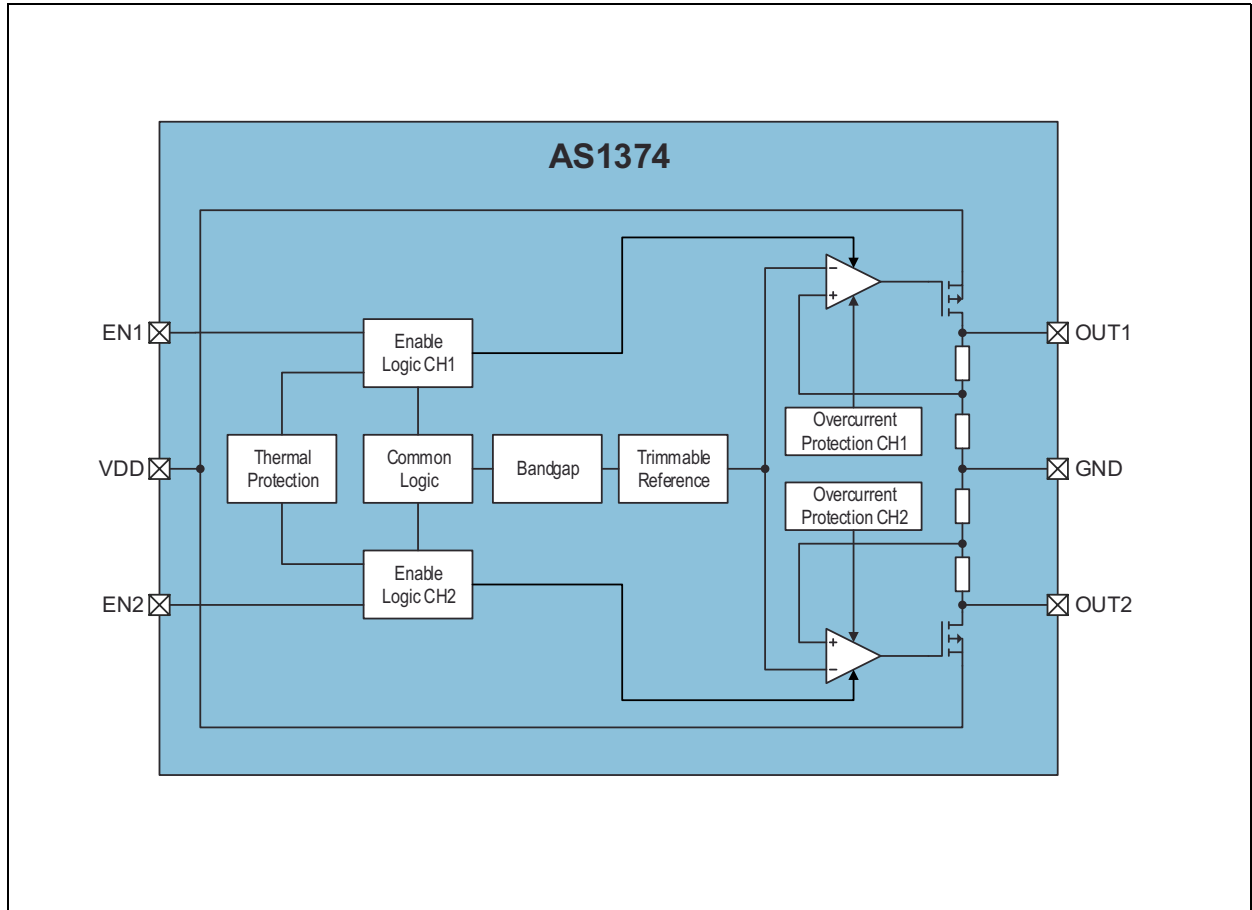 AS1374
EN1
Enable
Logic CH1
OUT1
Overcurrent
Protection CH1
VDD
Thermal
Protection
Common
Logic
Bandgap
Trimmable
Reference
GND
Overcurrent
Protection CH2
Enable
Logic CH2
EN2
OUT2
−
+
+
−